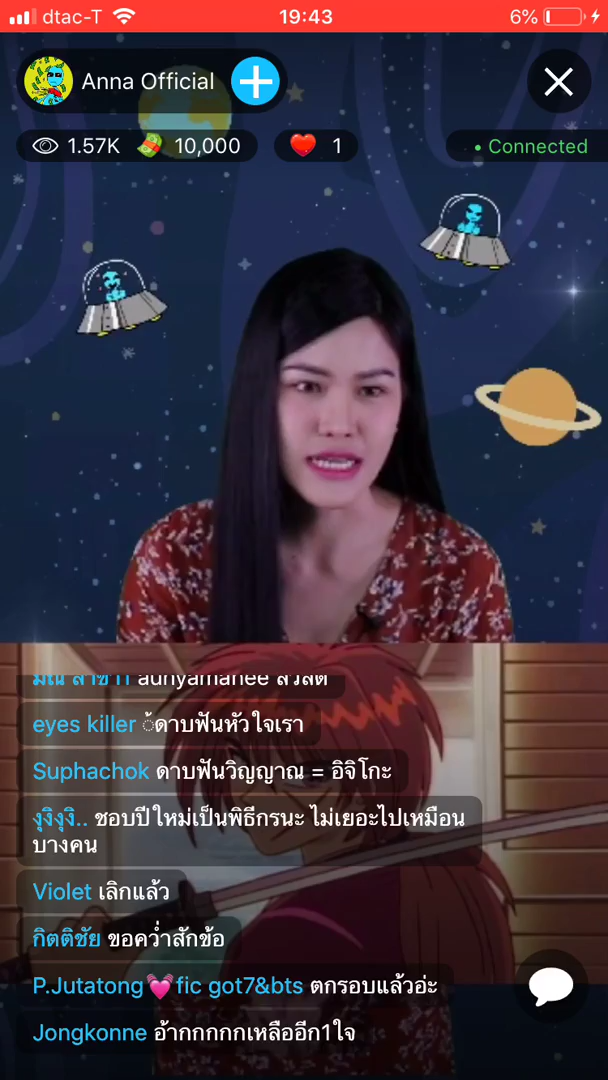 dtac-T 19:43 6%
Anna Official
1.57K 10,000 1 • Connected
adhyamanee สวัสดี
eyes killer ้ดาบฟันหัวใจเรา
Suphachok ดาบฟันวิญญาณ = อิจิโกะ
งุงิงุงิ.. ชอบปีใหม่เป็นพิธีกรนะ ไม่เยอะไปเหมือน
บางคน
Violet เลิกแล้ว
กิตติชัย ขอคว่ำสักข้อ
P.Jutatong💓fic got7&bts ตกรอบแล้วอ่ะ
Jongkonne อ้ากกกกกเหลืออีก1ใจ